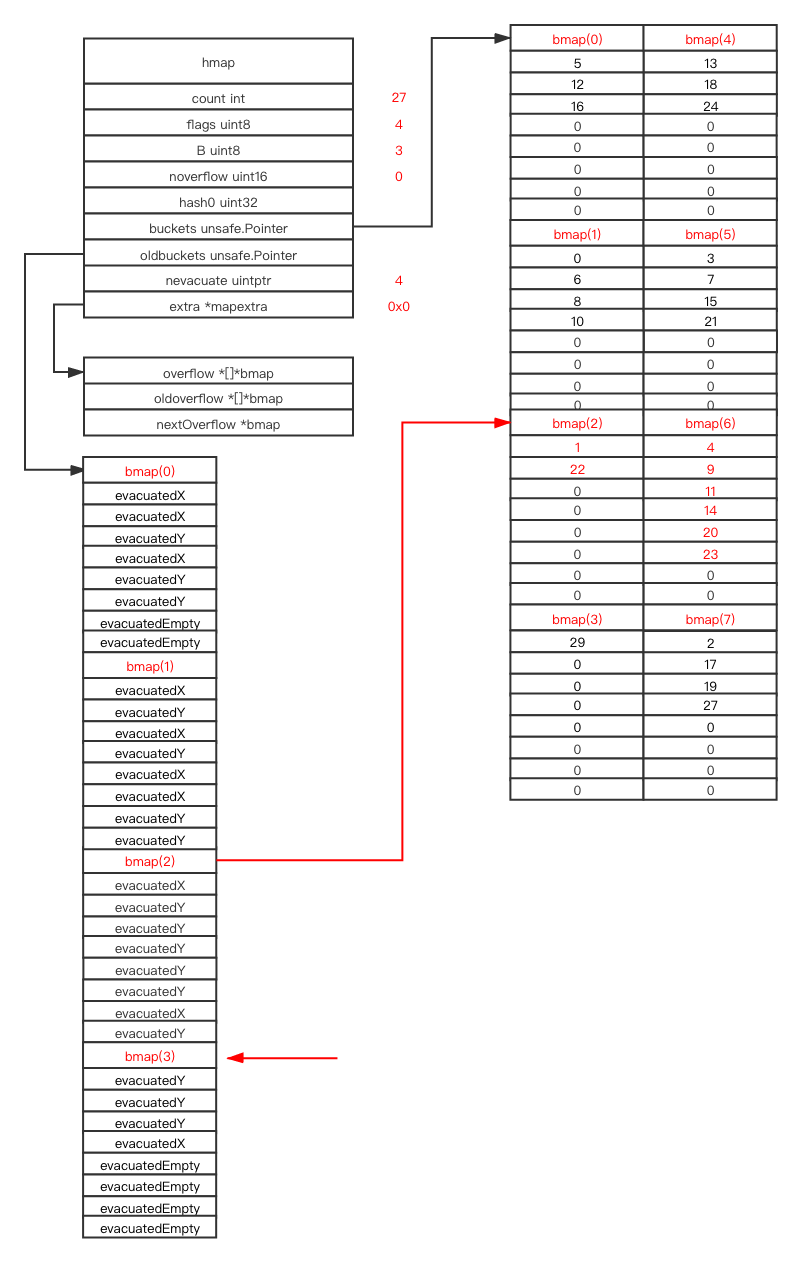 hmap
count int 27
flags uint8 4
B uint8 3
noverflow uint16 0
hash0 uint32
buckets unsafe.Pointer
oldbuckets unsafe.Pointer
nevacuate uintptr 4
extra *mapextra 0x0
overflow *[]*bmap
oldoverflow *[]*bmap
nextOverflow *bmap
bmap(0)
evacuatedX
evacuatedX
evacuatedY
evacuatedX
evacuatedY
evacuatedY
evacuatedEmpty
evacuatedEmpty
bmap(1)
evacuatedX
evacuatedY
evacuatedX
evacuatedY
evacuatedX
evacuatedX
evacuatedY
evacuatedY
bmap(2)
evacuatedX
evacuatedY
evacuatedY
evacuatedY
evacuatedY
evacuatedY
evacuatedX
evacuatedY
bmap(3)
evacuatedY
evacuatedY
evacuatedY
evacuatedX
evacuatedEmpty
evacuatedEmpty
evacuatedEmpty
evacuatedEmpty
bmap(0) bmap(4)
5 13
12 18
16 24
0 0
0 0
0 0
0 0
0 0
bmap(1) bmap(5)
0 3
6 7
8 15
10 21
0 0
0 0
0 0
0 0
bmap(2) bmap(6)
1 4
22 9
0 11
0 14
0 20
0 23
0 0
0 0
bmap(3) bmap(7)
29 2
0 17
0 19
0 27
0 0
0 0
0 0
0 0